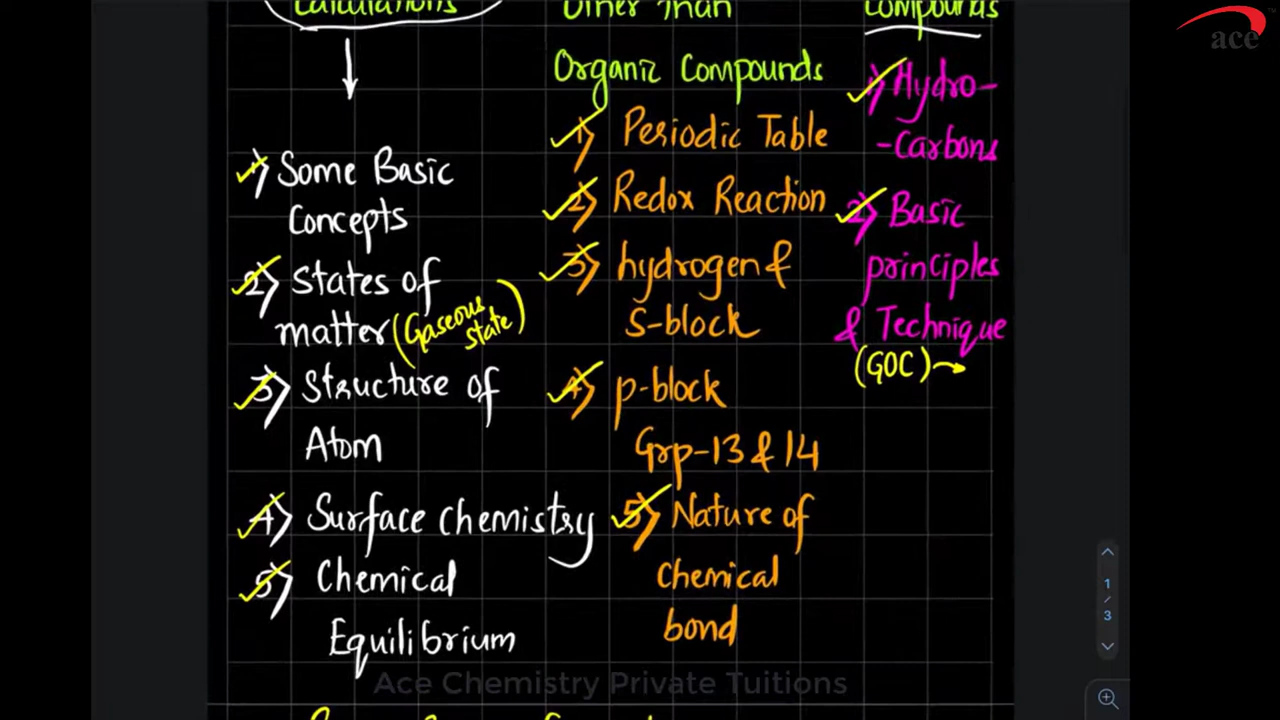 Calculations
↓
1) Some Basic
Concepts
2) States of
matter (Gaseous
state)
3) Structure of
Atom
4) Surface chemistry
5) Chemical
Equilibrium
Other Than
Organic Compounds
1) Periodic Table
2) Redox Reaction
3) hydrogen &
S-block
4) p-block
Grp-13 & 14
5) Nature of
chemical
bond
Compounds
1) Hydro-
-Carbons
2) Basic
principles
& Technique
(GOC) →
ace
TM
1
/
3
Ace Chemistry Private Tuitions